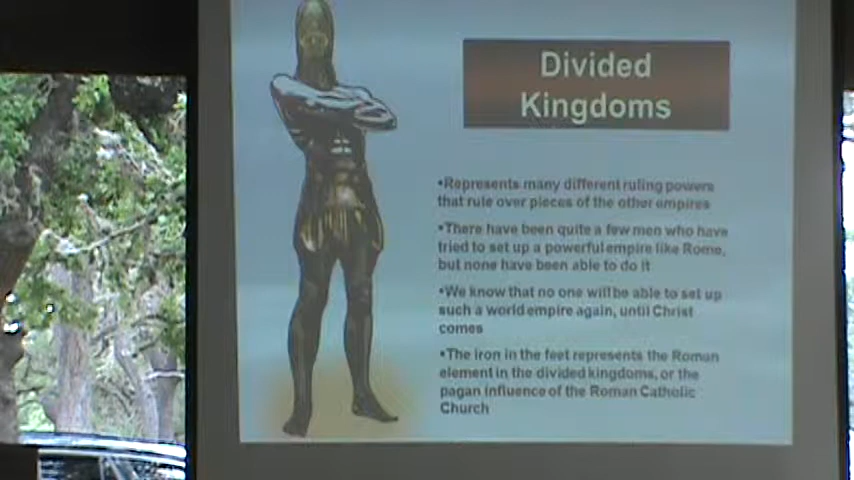 Divided
Kingdoms
•Represents many different ruling powers
that rule over pieces of the other empires
•There have been quite a few men who have
tried to set up a powerful empire like Rome,
but none have been able to do it
•We know that no one will be able to set up
such a world empire again, until Christ
comes
•The iron in the feet represents the Roman
element in the divided kingdoms, or the
pagan influence of the Roman Catholic
Church